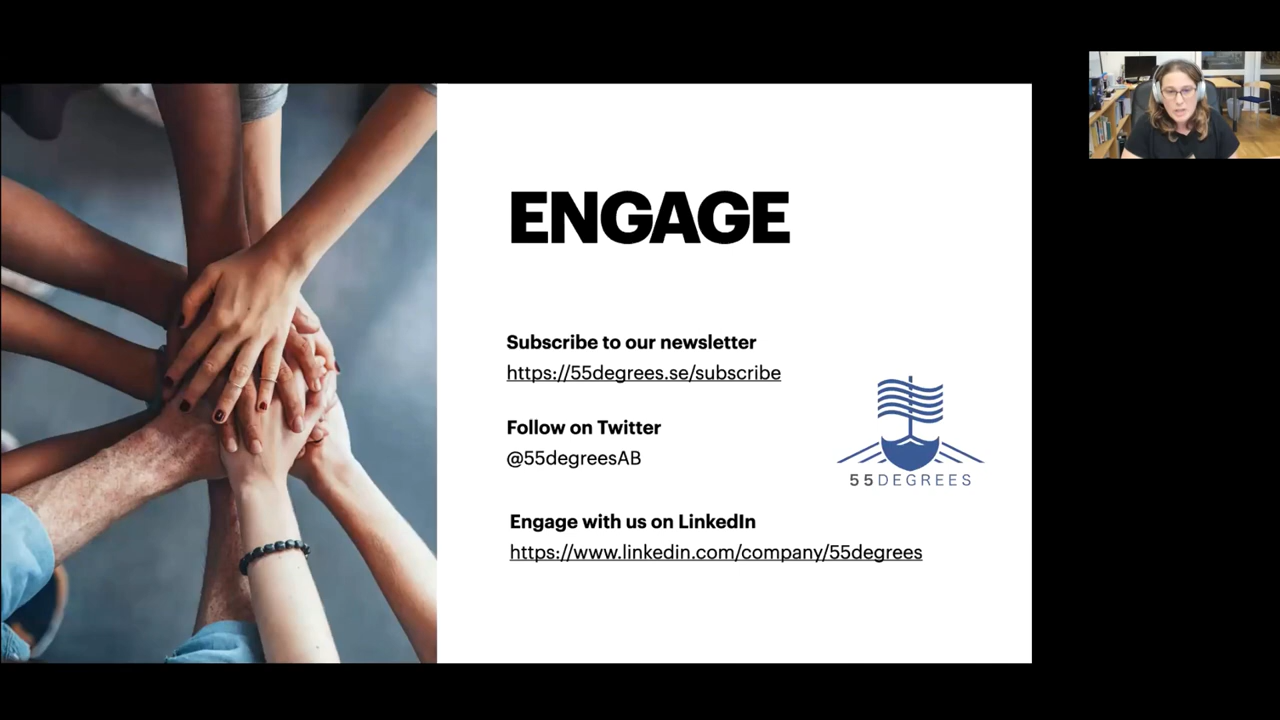 ENGAGE
Subscribe to our newsletter
https://55degrees.se/subscribe
Follow on Twitter
@55degreesAB
55DEGREES
Engage with us on LinkedIn
https://www.linkedin.com/company/55degrees